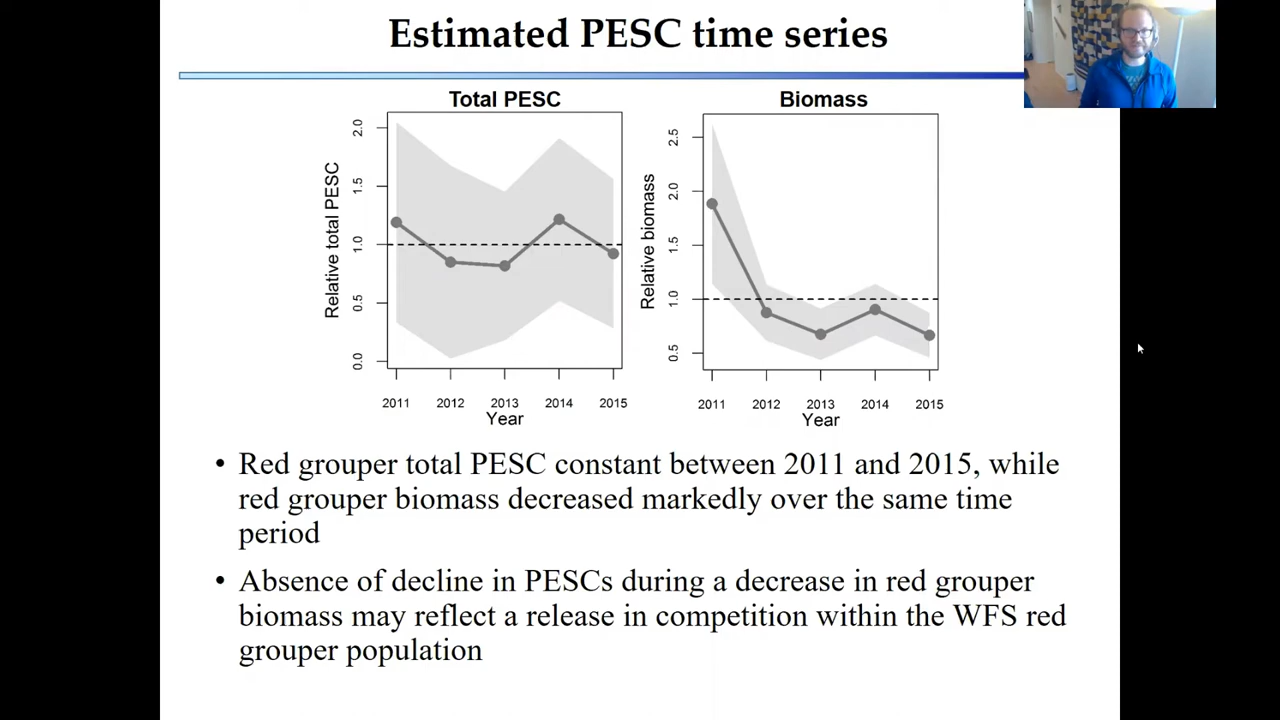 Estimated PESC time series
Total PESC
Relative total PESC
2.0
1.5
1.0
0.5
0.0
2011 2012 2013 2014 2015
Year
Biomass
Relative biomass
2.5
2.0
1.5
1.0
0.5
2011 2012 2013 2014 2015
Year
• Red grouper total PESC constant between 2011 and 2015, while
red grouper biomass decreased markedly over the same time
period
• Absence of decline in PESCs during a decrease in red grouper
biomass may reflect a release in competition within the WFS red
grouper population